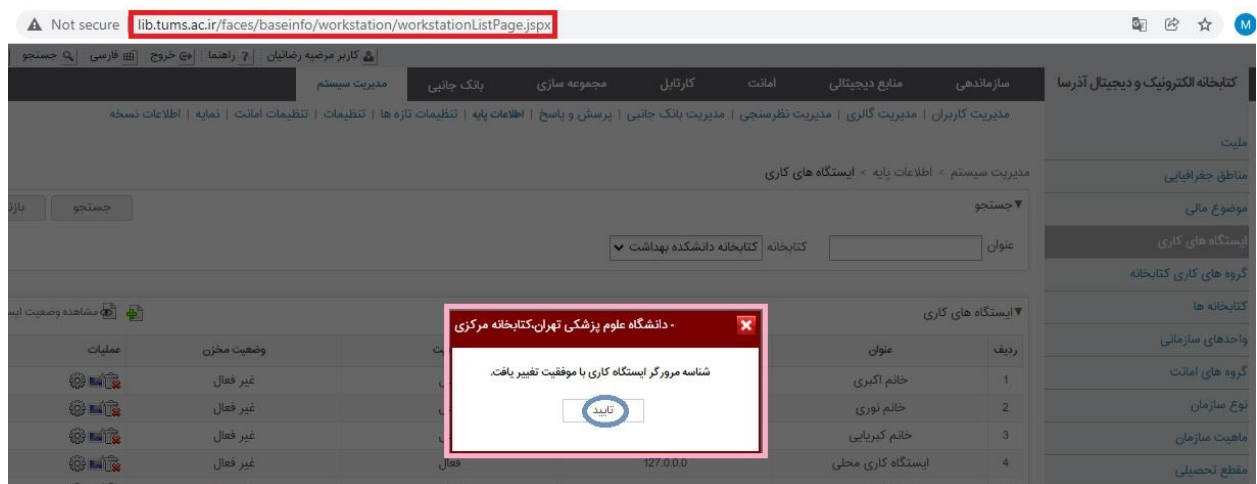 Not secure lib.tums.ac.ir/faces/baseinfo/workstation/workstationListPage.jspx
M
کاربر مرضیه رضائیان | راهنما | خروج | فارسی | جستجو
کتابخانه الکترونیک و دیجیتال آذرسا
سازماندهی منابع دیجیتالی امانت کارتابل مجموعه سازی بانک جانبی مدیریت سیستم
مدیریت کاربران | مدیریت گالری | مدیریت نظرسنجی | مدیریت بانک جانبی | پرسش و پاسخ | اطلاعات پایه | تنظیمات تازه ها | تنظیمات | تنظیمات امانت | نمایه | اطلاعات نسخه
ملیت
مناطق جغرافیایی
موضوع مالی
ایستگاه های کاری
گروه های کاری کتابخانه
کتابخانه ها
واحدهای سازمانی
گروه های امانت
نوع سازمان
ماهیت سازمان
مقطع تحصیلی
مدیریت سیستم > اطلاعات پایه > ایستگاه های کاری
▼جستجو
جستجو
عنوان کتابخانه کتابخانه دانشکده بهداشت
▼ایستگاه های کاری
مشاهده وضعیت
ردیف عنوان وضعیت مخزن عملیات
1 خانم اکبری غیر فعال
2 خانم نوری غیر فعال
3 خانم کبریایی غیر فعال
4 ایستگاه کاری محلی 127.0.0.0 فعال غیر فعال
- دانشگاه علوم پزشکی تهران،کتابخانه مرکزی
شناسه مرورگر ایستگاه کاری با موفقیت تغییر یافت.
تایید